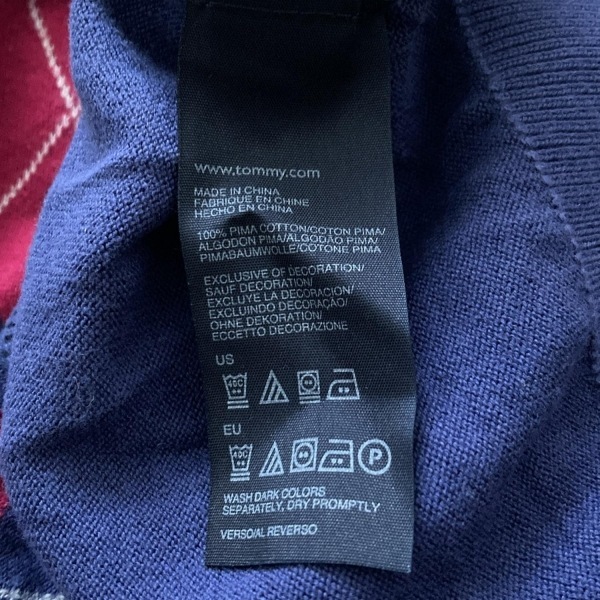 www.tommy.com
MADE IN CHINA
FABRIQUE EN CHINE
HECHO EN CHINA
100% PIMA COTTON/COTON PIMA/
ALGODON PIMA/ALGODÃO PIMA/
PIMABAUMWOLLE/COTONE PIMA
EXCLUSIVE OF DECORATION/
SAUF DECORATION/
EXCLUYE LA DECORACION/
EXCLUINDO DECORAÇÃO/
OHNE DEKORATION/
ECCETTO DECORAZIONE
US
40C
EU
40C P
WASH DARK COLORS
SEPARATELY, DRY PROMPTLY
VERSO/AL REVERSO